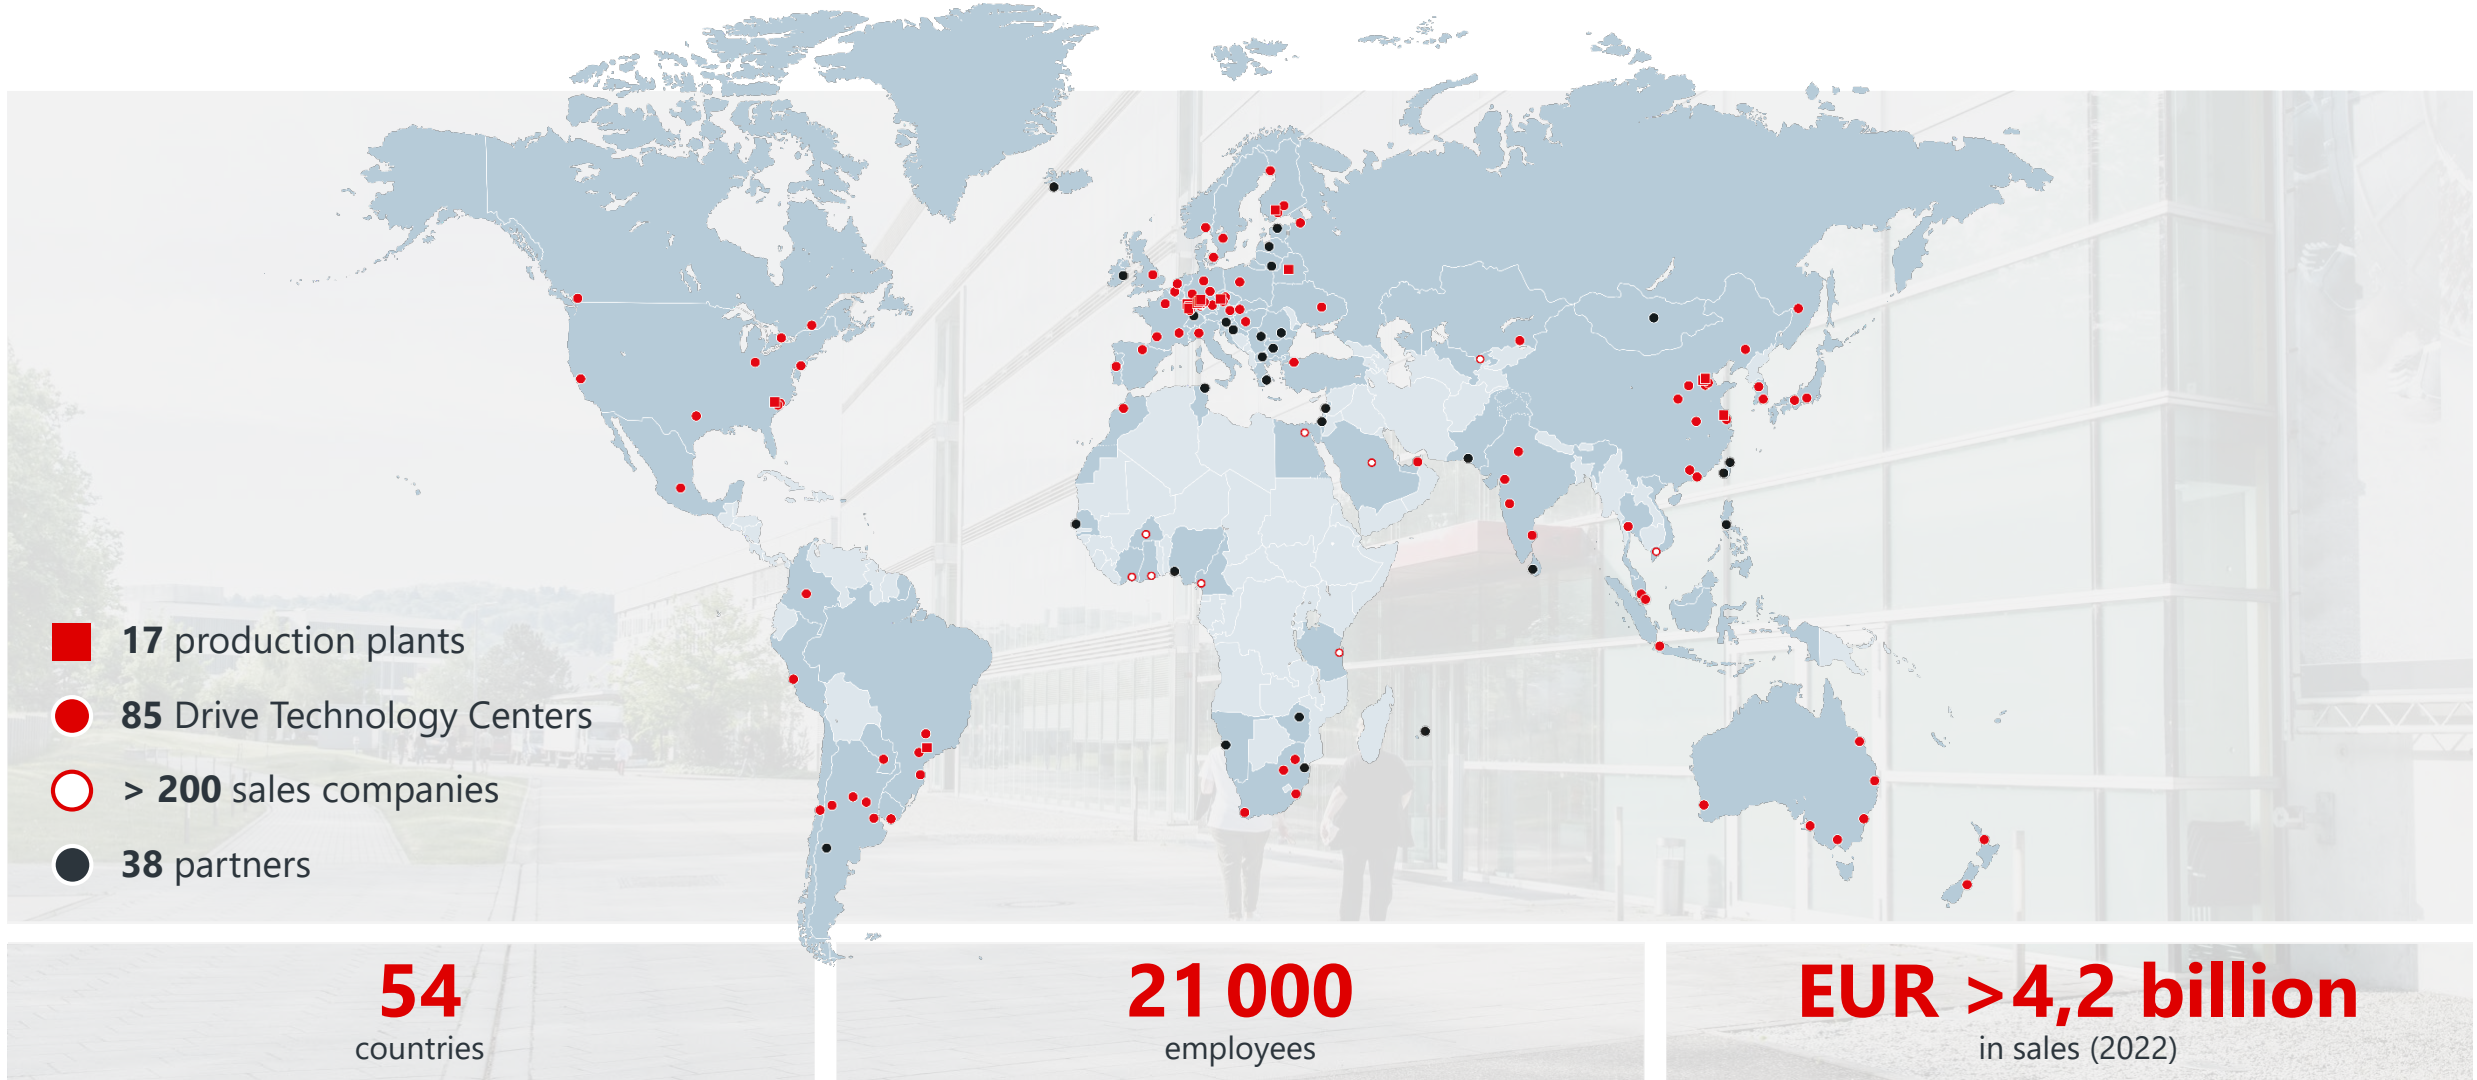 17 production plants
85 Drive Technology Centers
> 200 sales companies
38 partners
54
countries
21 000
employees
EUR >4,2 billion
in sales (2022)